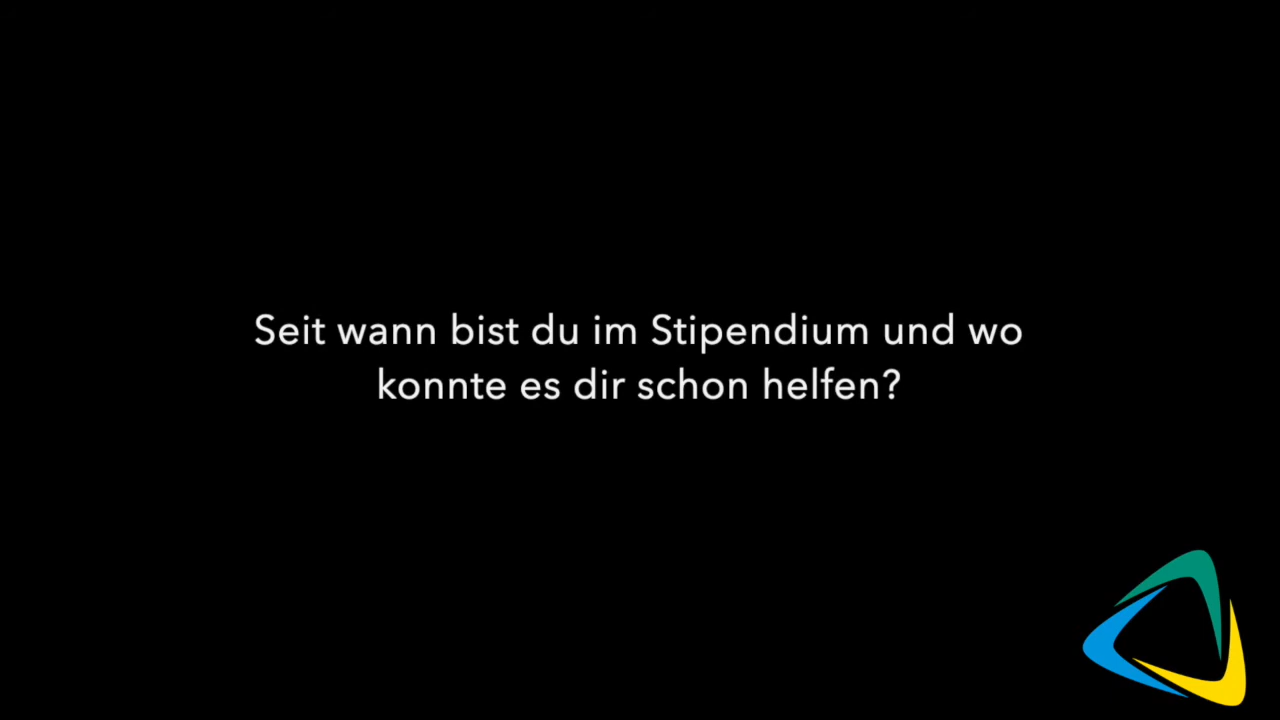 Seit wann bist du im Stipendium und wo
konnte es dir schon helfen?